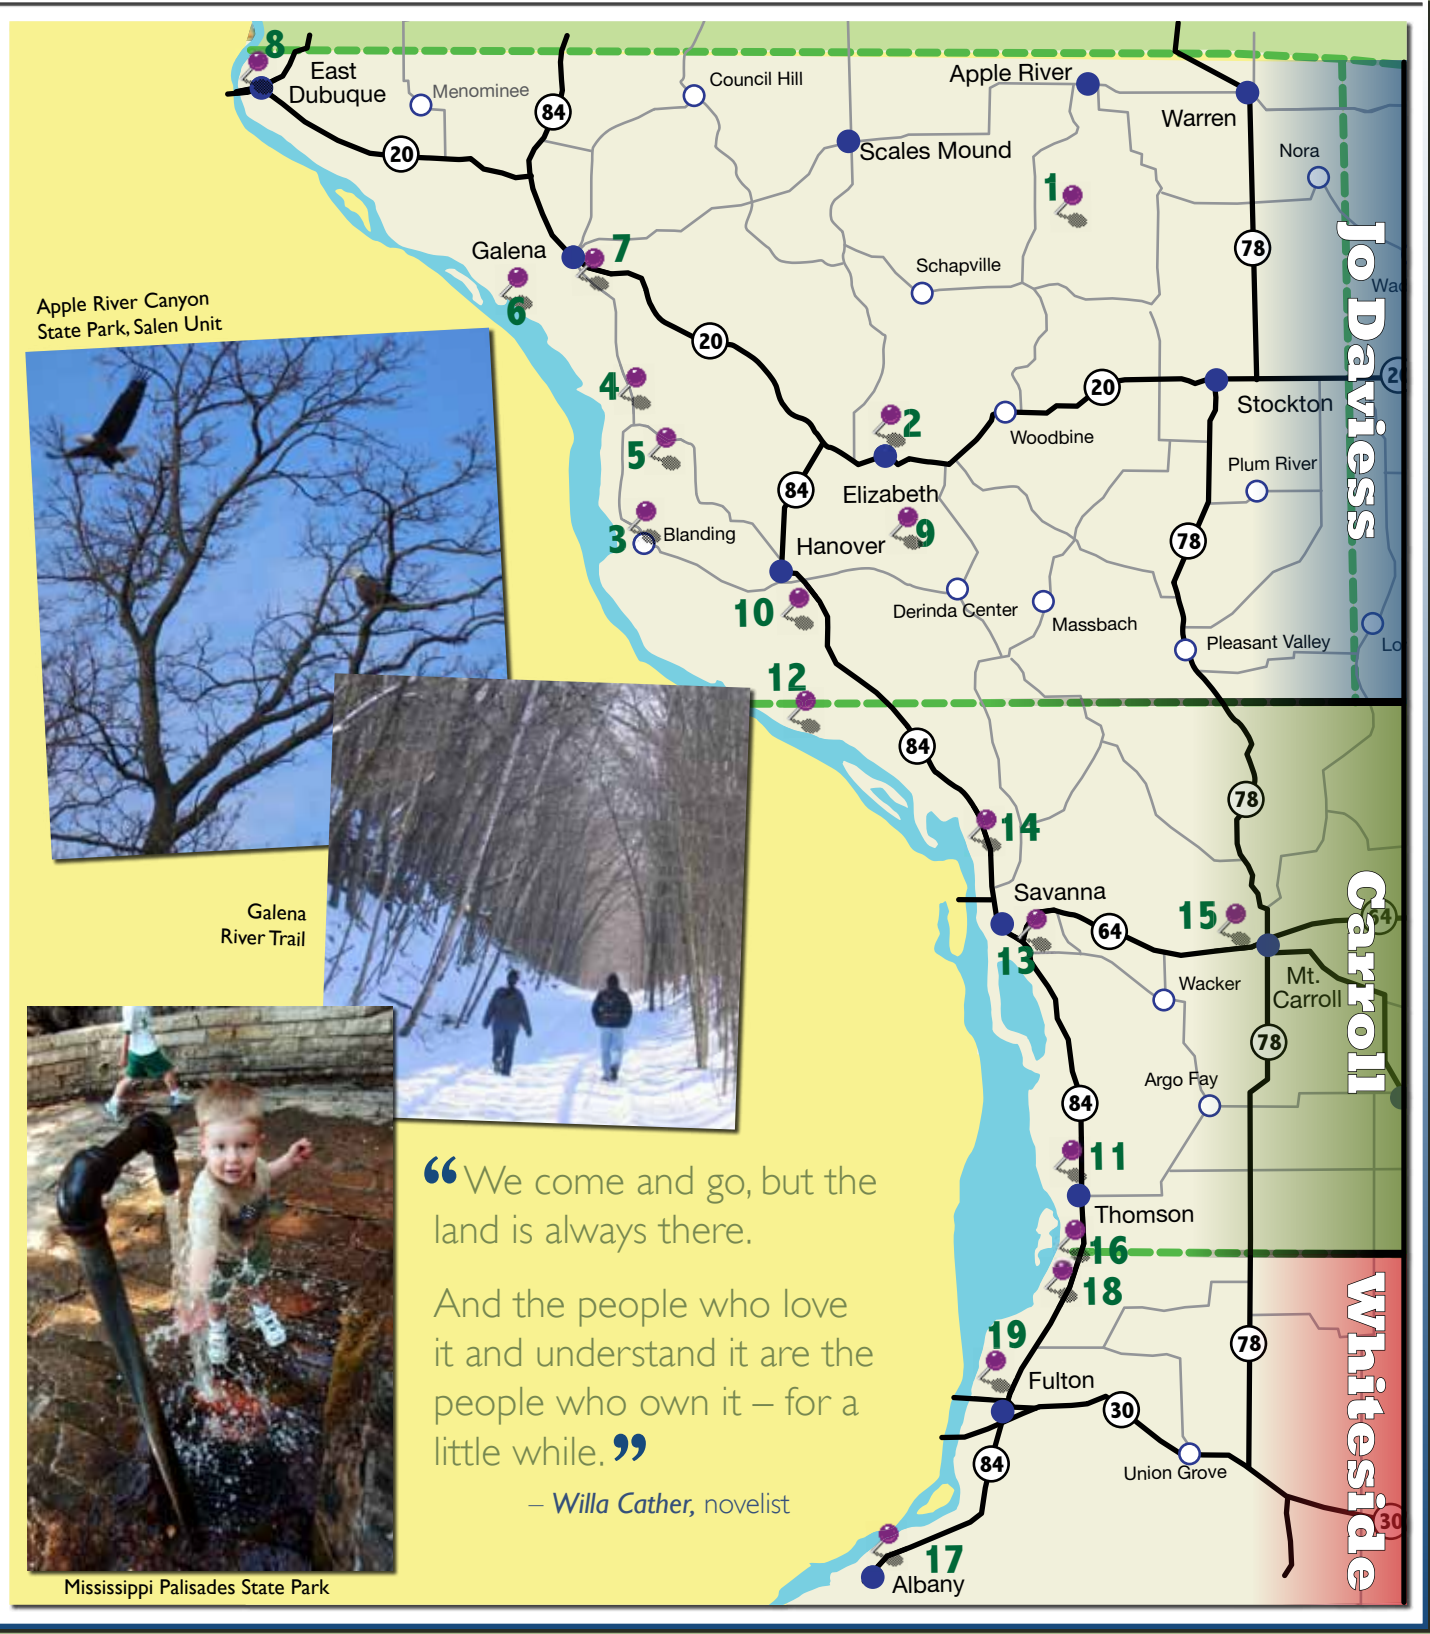 8
East
Dubuque
Menominee
84
20
Council Hill
Apple River
Warren
Scales Mound
Nora
1
78
Galena
7
6
Schapville
Apple River Canyon
State Park, Salen Unit
20
4
2
5
20
Stockton
Woodbine
Plum River
84
Elizabeth
3
Blanding
Hanover
9
78
10
Derinda Center
Massbach
Pleasant Valley
12
Jo Daviess
20
84
78
14
Savanna
Galena
River Trail
15
64
64
13
Wacker
Mt.
Carroll
Carroll
78
Argo Fay
84
11
Thomson
16
18
“We come and go, but the
land is always there.
And the people who love
it and understand it are the
people who own it – for a
little while.”
– Willa Cather, novelist
19
78
Fulton
30
84
Union Grove
Whiteside
30
17
Albany
Mississippi Palisades State Park